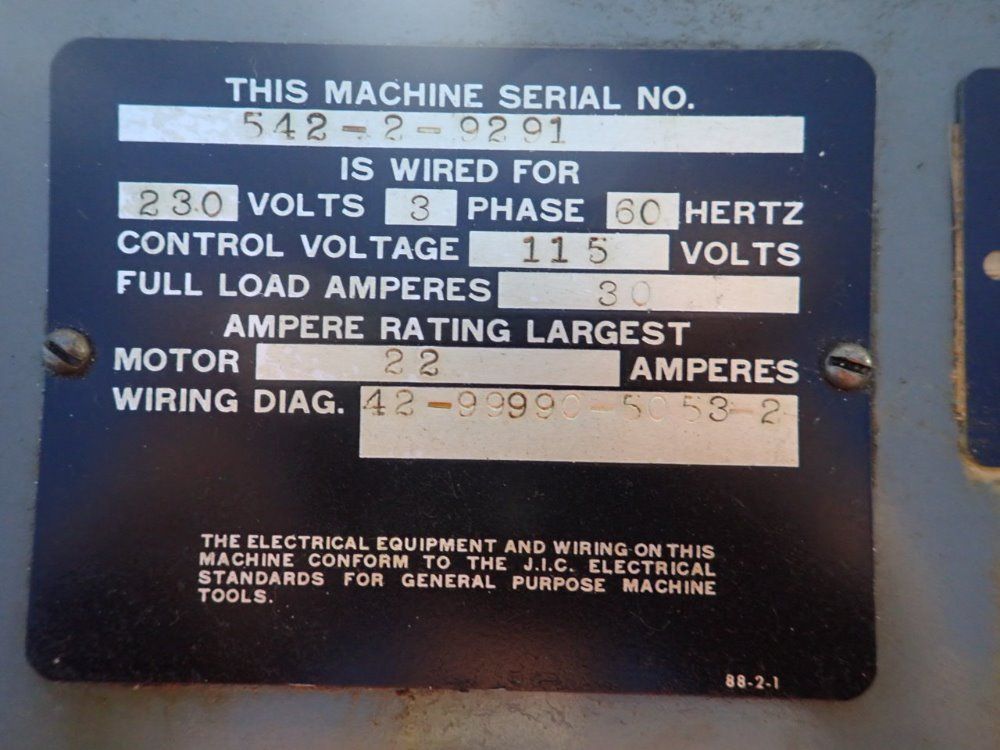 THIS MACHINE SERIAL NO.
542-2-9291
IS WIRED FOR
230 VOLTS 3 PHASE 60 HERTZ
CONTROL VOLTAGE 115 VOLTS
FULL LOAD AMPERES 30
AMPERE RATING LARGEST
MOTOR 22 AMPERES
WIRING DIAG. 42-99990-5053-2
THE ELECTRICAL EQUIPMENT AND WIRING ON THIS
MACHINE CONFORM TO THE J.I.C. ELECTRICAL
STANDARDS FOR GENERAL PURPOSE MACHINE
TOOLS.
88-2-1